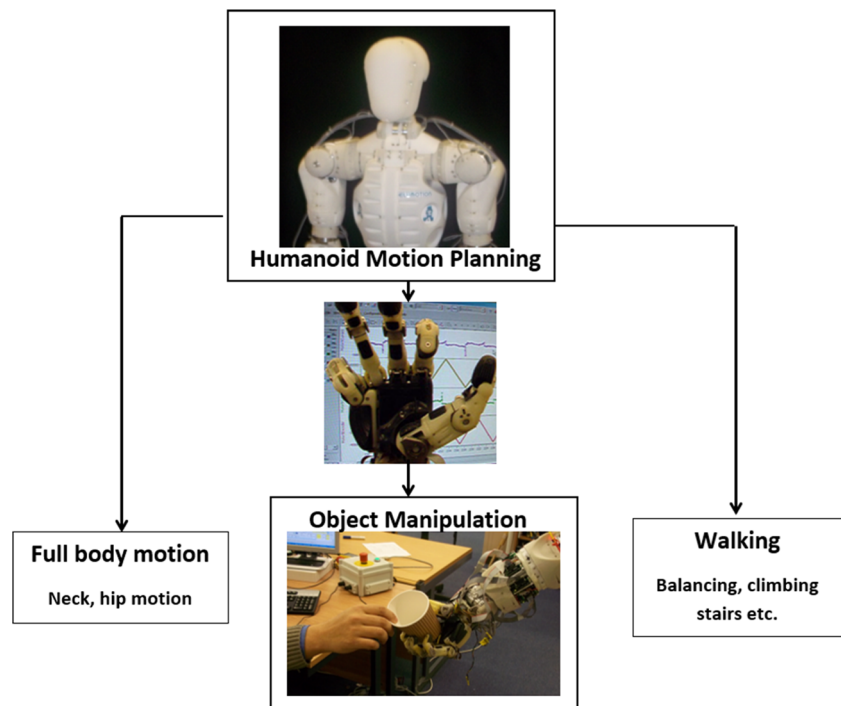 Humanoid Motion Planning
Object Manipulation
Full body motion
Neck, hip motion
Walking
Balancing, climbing
stairs etc.